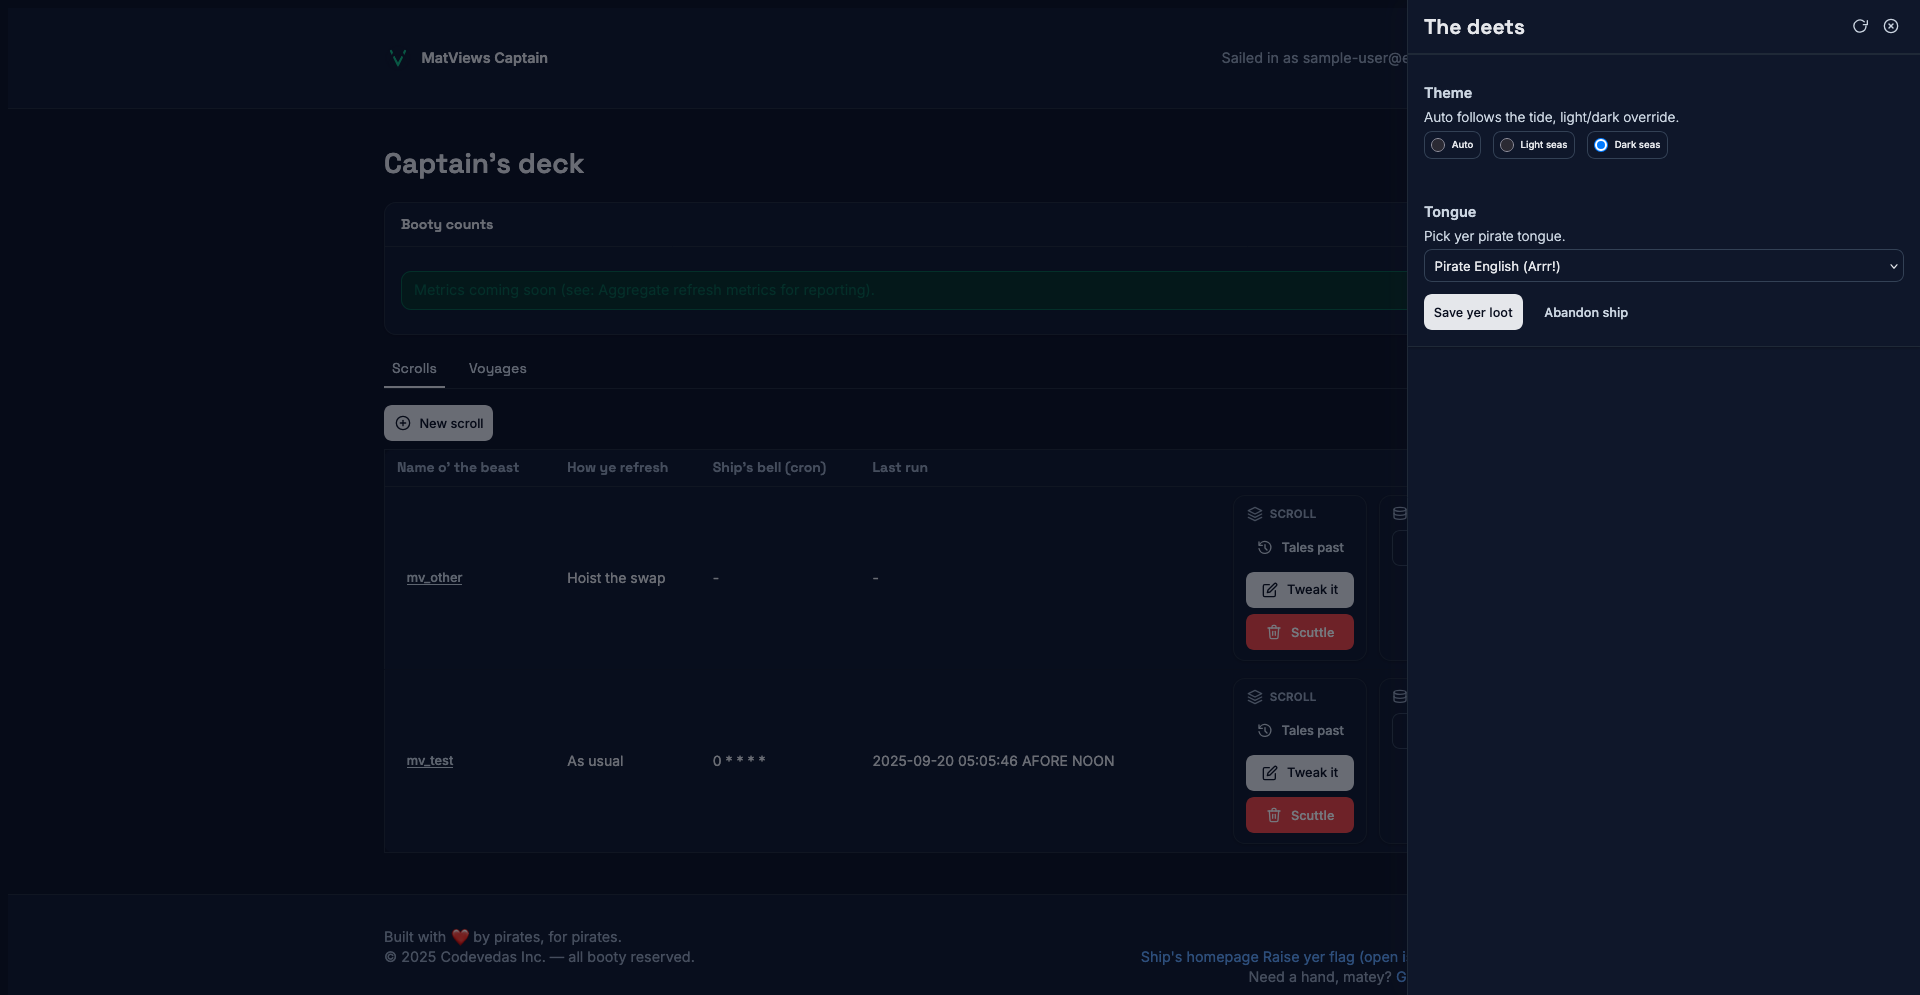 MatViews Captain
Sailed in as sample-user@e
Captain's deck
Booty counts
Metrics coming soon (see: Aggregate refresh metrics for reporting).
Scrolls Voyages
New scroll
Name o' the beast How ye refresh Ship's bell (cron) Last run
SCROLL
Tales past
mv_other Hoist the swap - -
Tweak it
Scuttle
SCROLL
Tales past
mv_test As usual 0 * * * * 2025-09-20 05:05:46 AFORE NOON
Tweak it
Scuttle
Built with ❤️ by pirates, for pirates.
© 2025 Codevedas Inc. — all booty reserved.
Ship's homepage Raise yer flag (open i
Need a hand, matey? G
The deets
Theme
Auto follows the tide, light/dark override.
Auto Light seas Dark seas
Tongue
Pick yer pirate tongue.
Pirate English (Arrr!)
Save yer loot Abandon ship